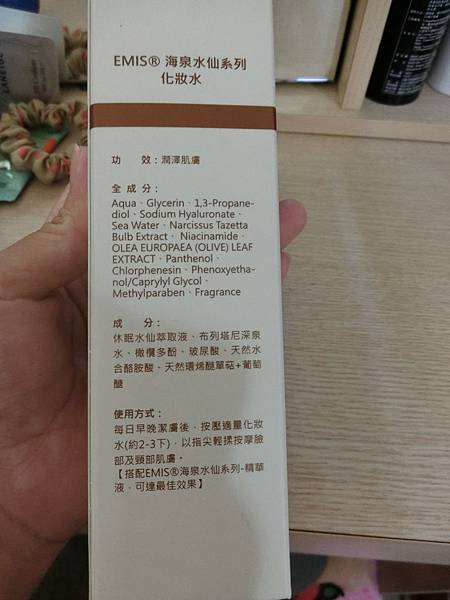 EMIS® 海泉水仙系列
化妝水
功　　效：潤澤肌膚
全 成 分：
Aqua、Glycerin、1,3-Propane-
diol、Sodium Hyaluronate、
Sea Water、Narcissus Tazetta
Bulb Extract、Niacinamide、
OLEA EUROPAEA (OLIVE) LEAF
EXTRACT、Panthenol、
Chlorphenesin、Phenoxyetha-
nol/Caprylyl Glycol、
Methylparaben、Fragrance
成　　分：
休眠水仙萃取液、布列塔尼深泉
水、橄欖多酚、玻尿酸、天然水
合酪胺酸、天然環烯醚單萜+葡萄
醣
使用方式：
每日早晚潔膚後，按壓適量化妝
水(約2-3下)，以指尖輕揉按摩臉
部及頸部肌膚。
【搭配EMIS®海泉水仙系列-精華
液，可達最佳效果】